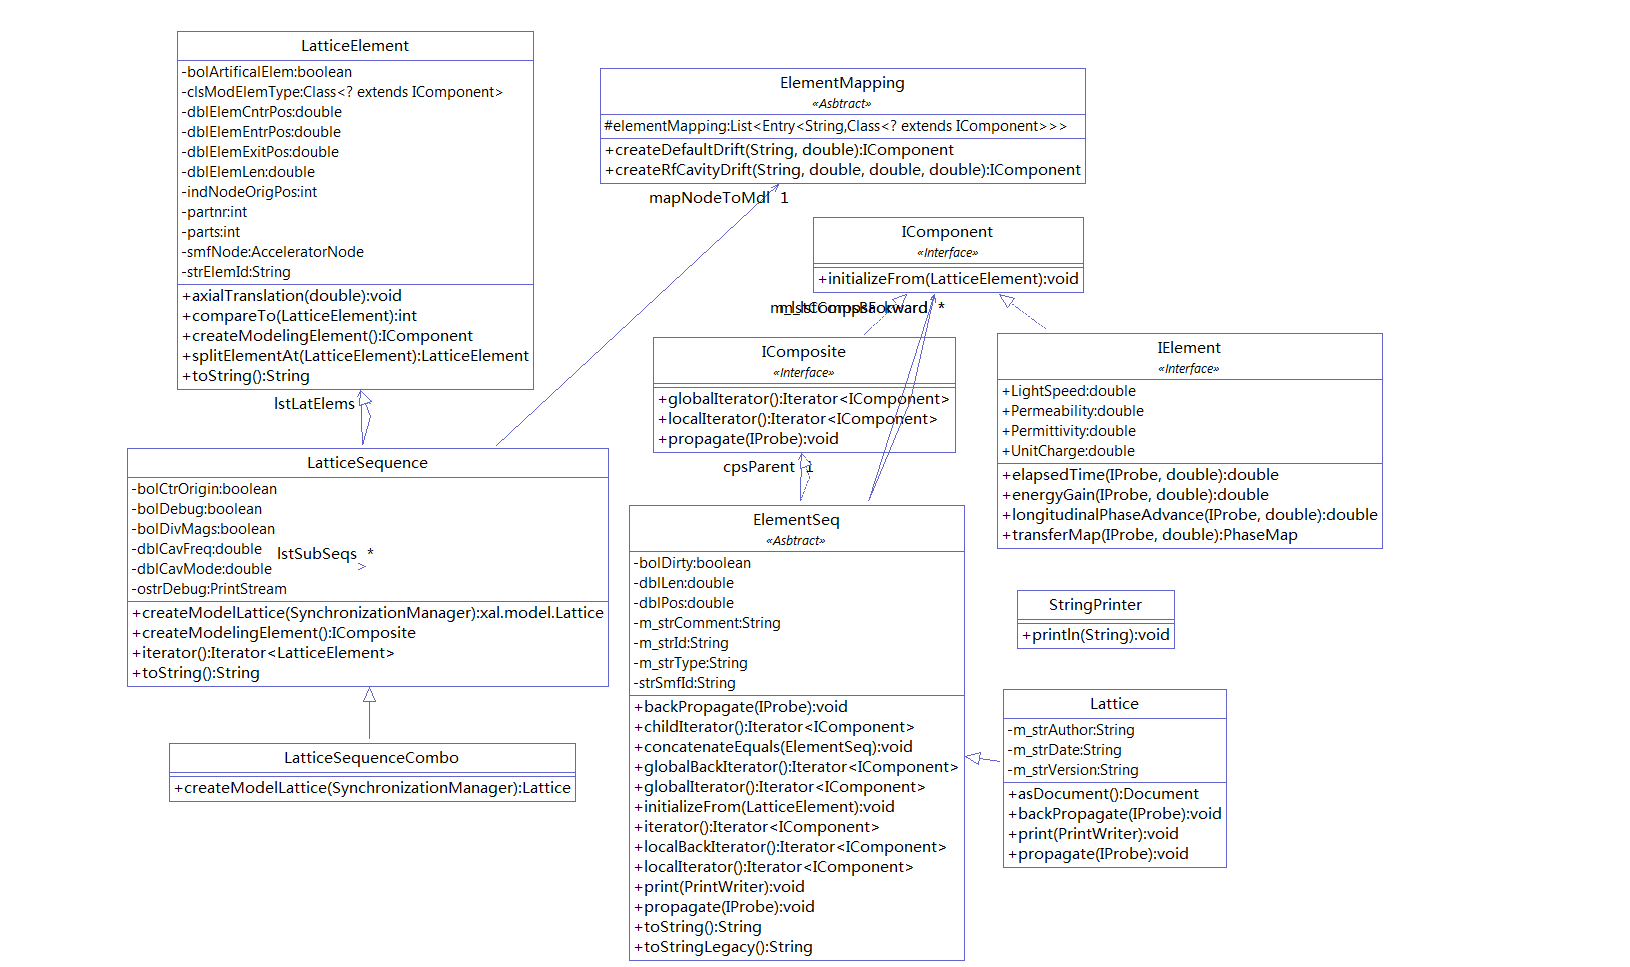 LatticeElement
-bolArtificalElem:boolean
-clsModElemType:Class<? extends IComponent>
-dblElemCntrPos:double
-dblElemEntrPos:double
-dblElemExitPos:double
-dblElemLen:double
-indNodeOrigPos:int
-partnr:int
-parts:int
-smfNode:AcceleratorNode
-strElemId:String
+axialTranslation(double):void
+compareTo(LatticeElement):int
+createModelingElement():IComponent
+splitElementAt(LatticeElement):LatticeElement
+toString():String
ElementMapping
«Asbtract»
#elementMapping:List<Entry<String,Class<? extends IComponent>>>
+createDefaultDrift(String, double):IComponent
+createRfCavityDrift(String, double, double, double):IComponent
mapNodeToMdl 1
IComponent
«Interface»
+initializeFrom(LatticeElement):void
*
IComposite
«Interface»
+globalIterator():Iterator<IComponent>
+localIterator():Iterator<IComponent>
+propagate(IProbe):void
cpsParent 1
IElement
«Interface»
+LightSpeed:double
+Permeability:double
+Permittivity:double
+UnitCharge:double
+elapsedTime(IProbe, double):double
+energyGain(IProbe, double):double
+longitudinalPhaseAdvance(IProbe, double):double
+transferMap(IProbe, double):PhaseMap
lstLatElems
LatticeSequence
-bolCtrOrigin:boolean
-bolDebug:boolean
-bolDivMags:boolean
-dblCavFreq:double
-dblCavMode:double
-ostrDebug:PrintStream
lstSubSeqs *
+createModelLattice(SynchronizationManager):xal.model.Lattice
+createModelingElement():IComposite
+iterator():Iterator<LatticeElement>
+toString():String
LatticeSequenceCombo
+createModelLattice(SynchronizationManager):Lattice
ElementSeq
«Asbtract»
-bolDirty:boolean
-dblLen:double
-dblPos:double
-m_strComment:String
-m_strId:String
-m_strType:String
-strSmfId:String
+backPropagate(IProbe):void
+childIterator():Iterator<IComponent>
+concatenateEquals(ElementSeq):void
+globalBackIterator():Iterator<IComponent>
+globalIterator():Iterator<IComponent>
+initializeFrom(LatticeElement):void
+iterator():Iterator<IComponent>
+localBackIterator():Iterator<IComponent>
+localIterator():Iterator<IComponent>
+print(PrintWriter):void
+propagate(IProbe):void
+toString():String
+toStringLegacy():String
StringPrinter
+println(String):void
Lattice
-m_strAuthor:String
-m_strDate:String
-m_strVersion:String
+asDocument():Document
+backPropagate(IProbe):void
+print(PrintWriter):void
+propagate(IProbe):void